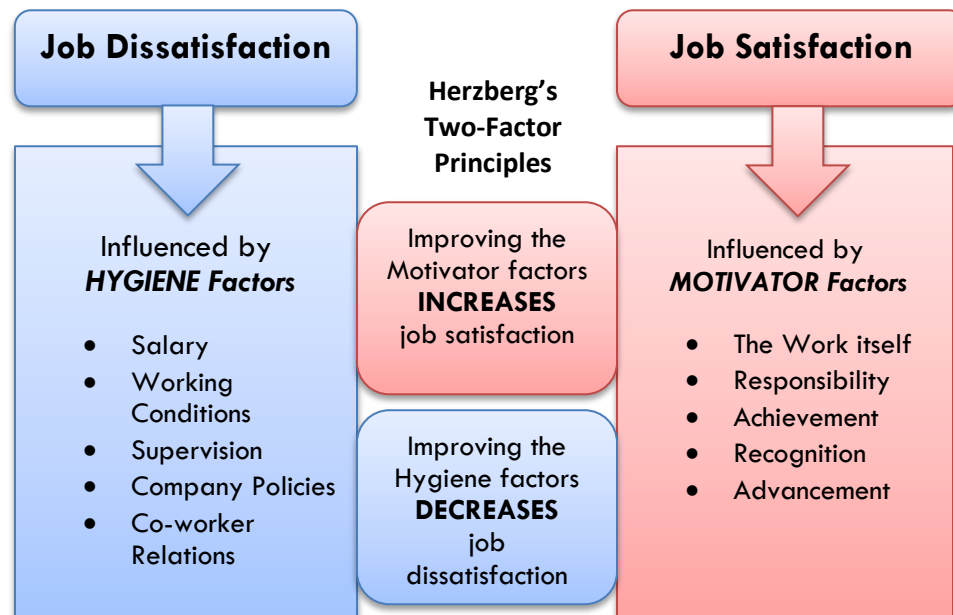 Job Dissatisfaction
Job Satisfaction
Herzberg’s
Two-Factor
Principles
Influenced by
HYGIENE Factors
• Salary
• Working
Conditions
• Supervision
• Company Policies
• Co-worker
Relations
Improving the
Motivator factors
INCREASES
job satisfaction
Improving the
Hygiene factors
DECREASES
job
dissatisfaction
Influenced by
MOTIVATOR Factors
• The Work itself
• Responsibility
• Achievement
• Recognition
• Advancement